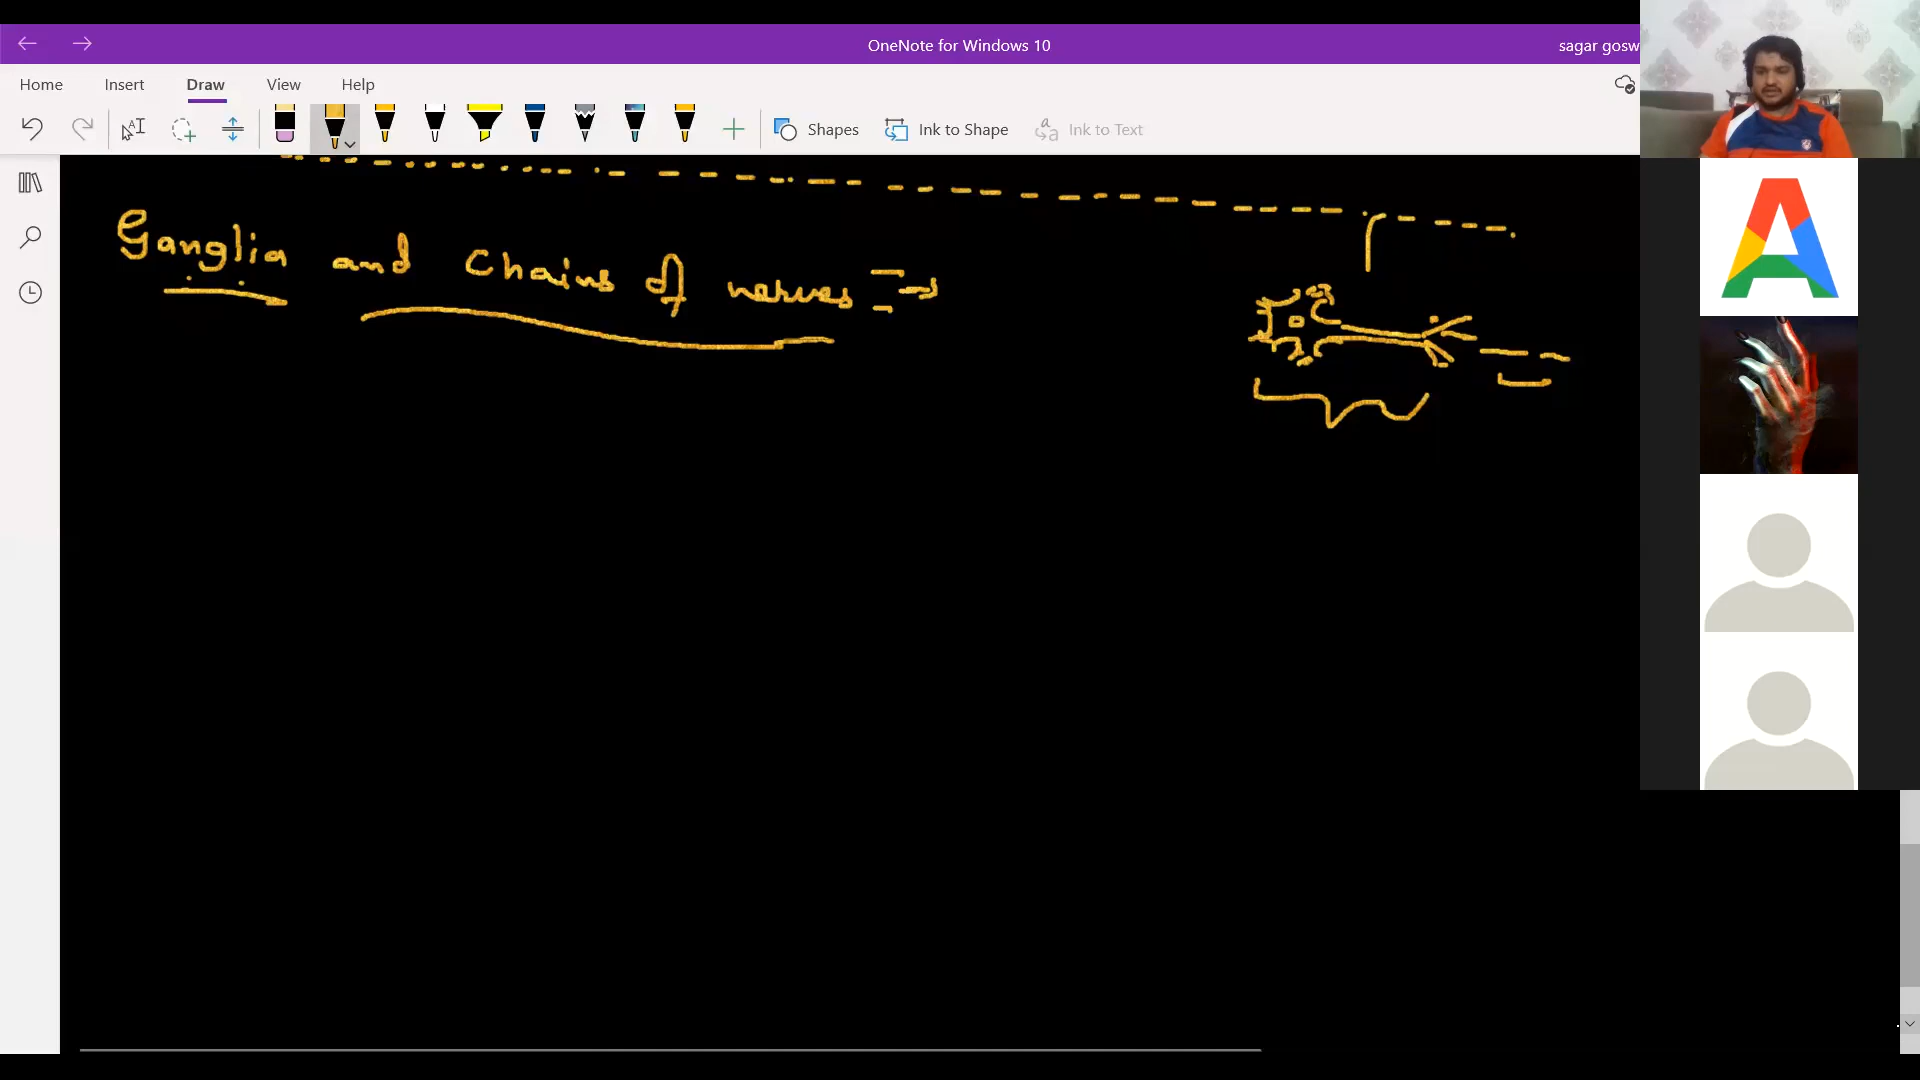 OneNote for Windows 10
sagar gosw
Home Insert Draw View Help
Shapes Ink to Shape Ink to Text
Ganglia and Chains of nerves